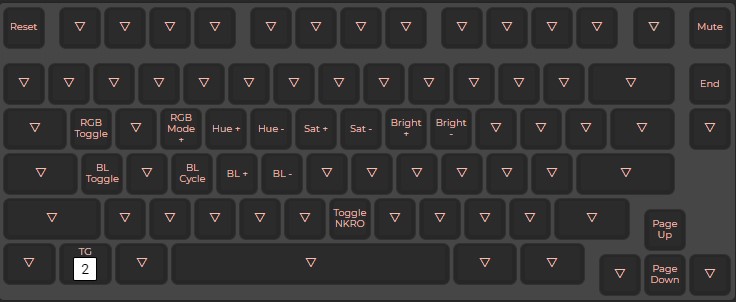 Reset
Mute
End
RGB
Toggle
RGB
Mode
+
Hue +
Hue -
Sat +
Sat -
Bright
+
Bright
-
BL
Toggle
BL
Cycle
BL +
BL -
Toggle
NKRO
Page
Up
TG
2
Page
Down